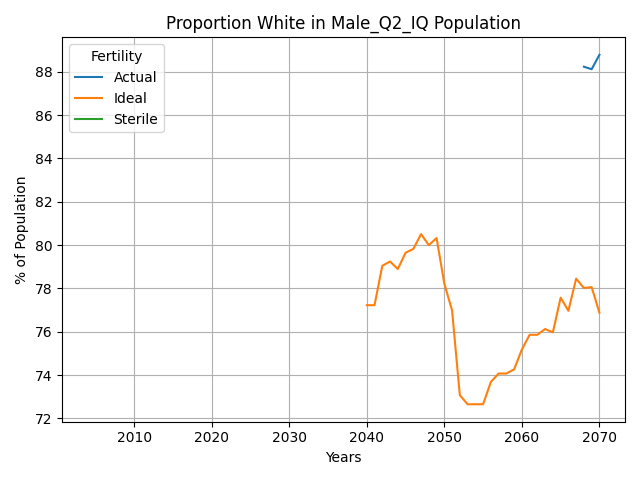 Proportion White in Male_Q2_IQ Population
Fertility
Actual
Ideal
Sterile
88
86
84
82
80
78
76
74
72
% of Population
2010 2020 2030 2040 2050 2060 2070
Years